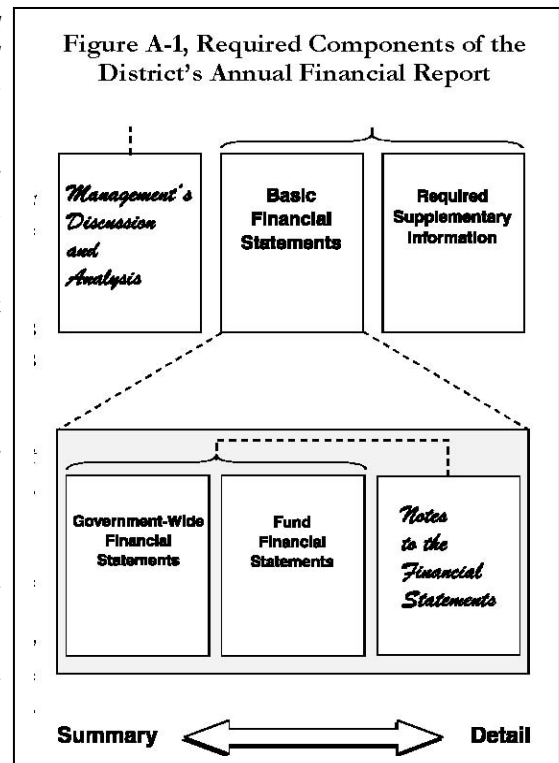 Figure A-1, Required Components of the
District's Annual Financial Report
Management's
Discussion
and
Analysis
Basic
Financial
Statements
Required
Supplementary
Information
Government-Wide
Financial
Statements
Fund
Financial
Statements
Notes
to the
Financial
Statements
Summary
Detail